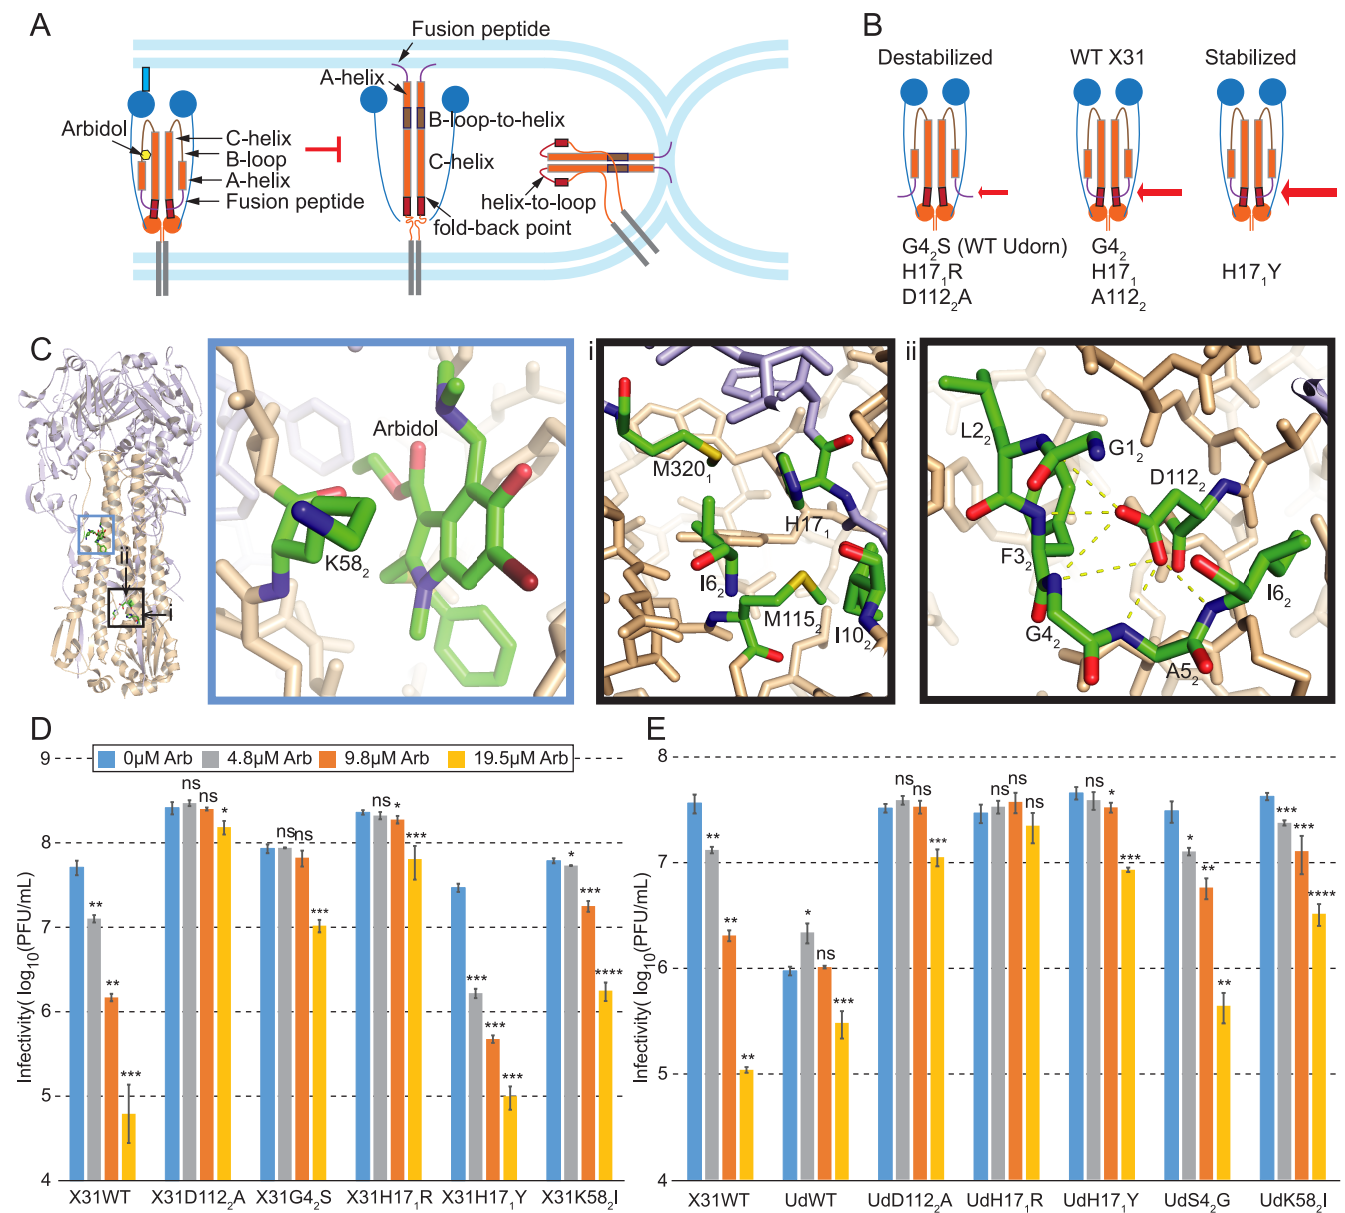 A
Fusion peptide
A-helix
Arbidol
C-helix
B-loop
A-helix
Fusion peptide
B-loop-to-helix
C-helix
helix-to-loop
fold-back point
B
Destabilized
WT X31
Stabilized
G4₂S (WT Udorn)
H17₁R
D112₂A
G4₂
H17₁
A112₂
H17₁Y
C
ii
i
Arbidol
K58₂
i
M320₁
H17₁
I6₂
M115₂
I10₂
ii
L2₂
G1₂
D112₂
F3₂
I6₂
G4₂
A5₂
D
0µM Arb 4.8µM Arb 9.8µM Arb 19.5µM Arb
Infectivity( log₁₀(PFU/mL)
9
8
7
6
5
4
** ** ***
ns ns *
ns ns ***
ns * ***
*** *** ***
* *** ****
X31WT X31D112₂A X31G4₂S X31H17₁R X31H17₁Y X31K58₂I
E
Infectivity( log₁₀(PFU/mL)
8
7
6
5
4
** ** **
* ns ***
ns ns ***
ns ns ns
ns * ***
* ** **
*** *** ****
X31WT UdWT UdD112₂A UdH17₁R UdH17₁Y UdS4₂G UdK58₂I